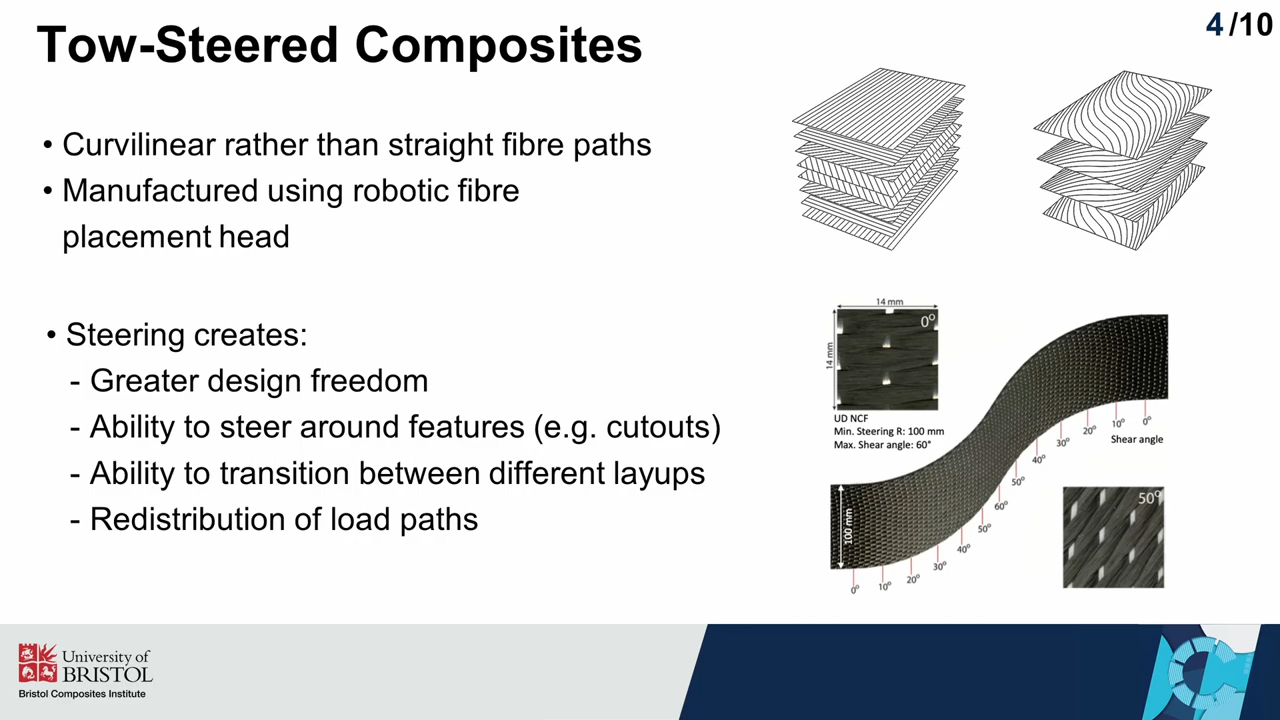 Tow-Steered Composites
4/10
• Curvilinear rather than straight fibre paths
• Manufactured using robotic fibre
placement head
• Steering creates:
- Greater design freedom
- Ability to steer around features (e.g. cutouts)
- Ability to transition between different layups
- Redistribution of load paths
14 mm
14 mm
0°
UD NCF
Min. Steering R: 100 mm
Max. Shear angle: 60°
100 mm
0°
10°
20°
30°
40°
50°
60°
50°
40°
30°
20°
10°
0°
Shear angle
50°
University of
BRISTOL
Bristol Composites Institute